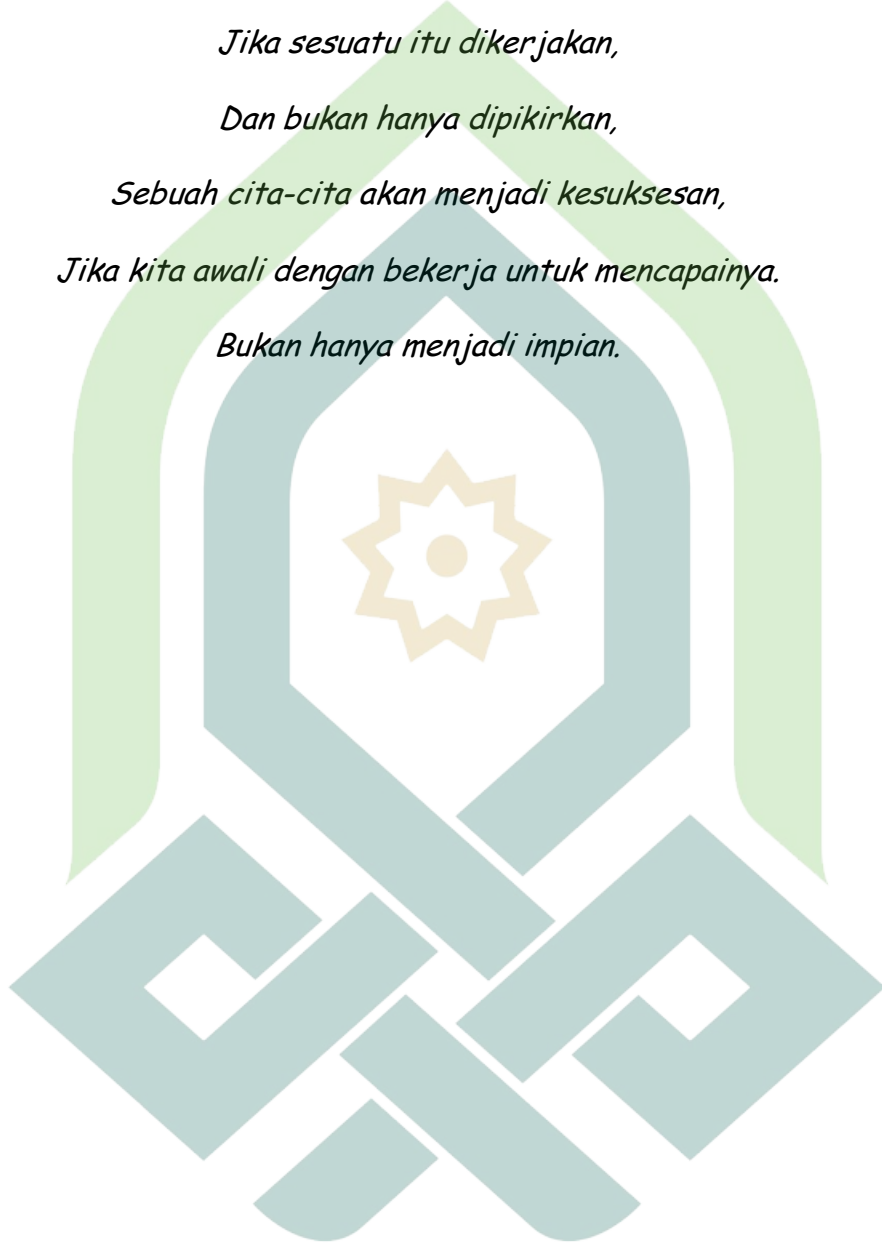 Jika sesuatu itu dikerjakan,
Dan bukan hanya dipikirkan,
Sebuah cita-cita akan menjadi kesuksesan,
Jika kita awali dengan bekerja untuk mencapainya.
Bukan hanya menjadi impian.